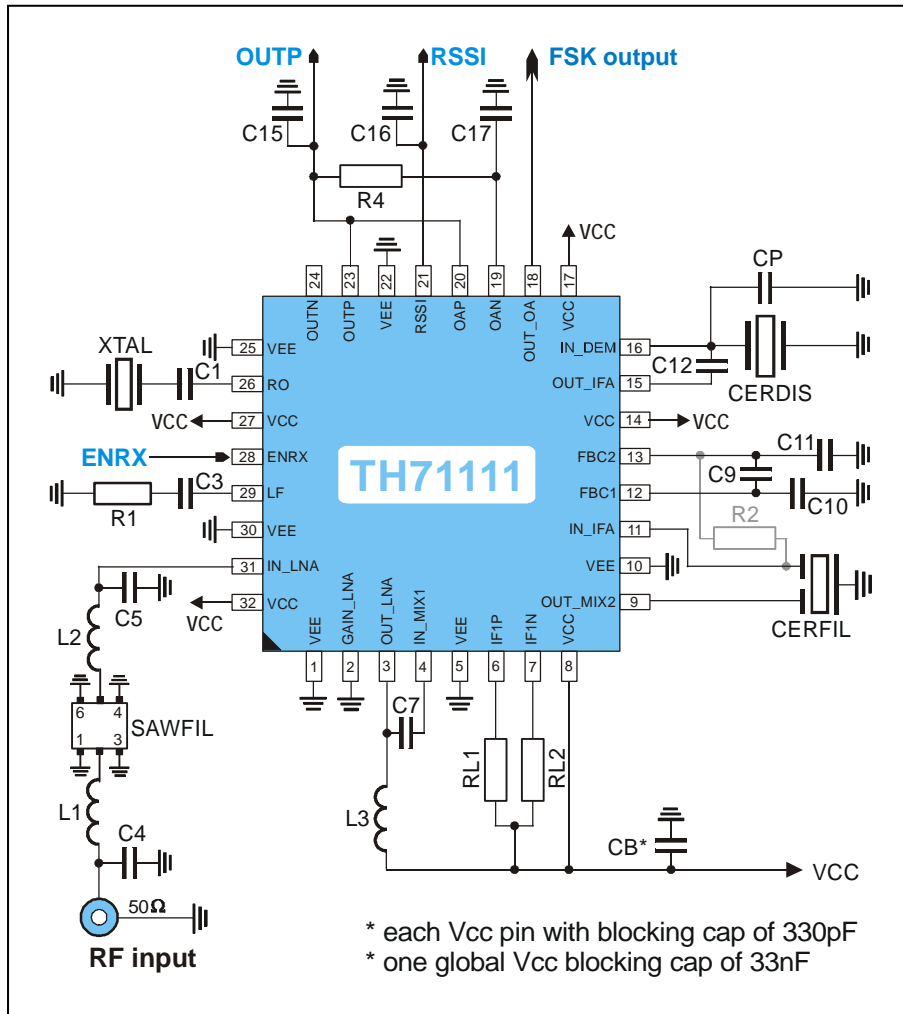 OUTP RSSI FSK output
C15 C16 C17
R4
VCC
24 23 22 21 20 19 18 17
OUTN OUTP VEE RSSI OAP OAN OUT_OA VCC
CP
25 VEE
IN_DEM 16
XTAL
C1
26 RO
C12
OUT_IFA 15
CERDIS
VCC 27 VCC
VCC 14 VCC
ENRX 28 ENRX
TH71111
FBC2 13
C11
C9
R1 C3 29 LF
FBC1 12
C10
30 VEE
IN_IFA 11
R2
31 IN_LNA
VEE 10
C5
VCC 32 VCC
OUT_MIX2 9
CERFIL
L2
VEE GAIN_LNA OUT_LNA IN_MIX1 VEE IF1P IF1N VCC
1 2 3 4 5 6 7 8
6 4
1 3
SAWFIL
C7
RL1 RL2
L1
L3
C4
CB*
VCC
50Ω
RF input
* each Vcc pin with blocking cap of 330pF
* one global Vcc blocking cap of 33nF